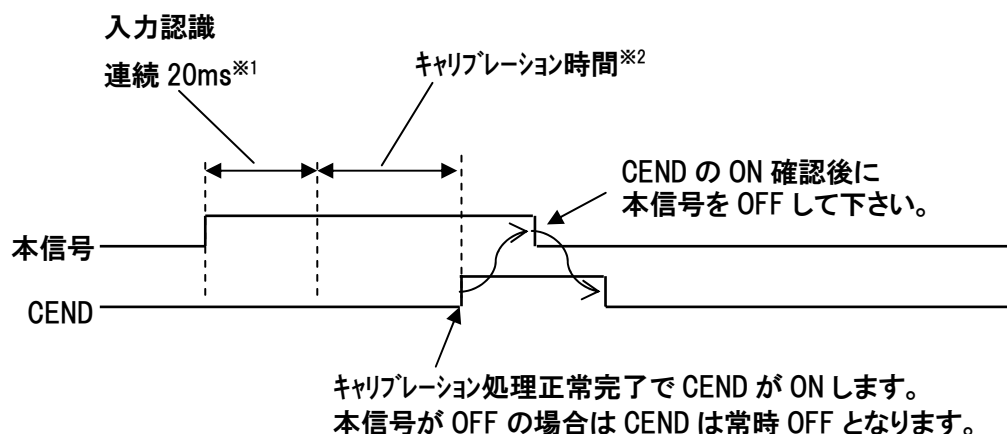 入力認識
連続 20ms※1
キャリブレーション時間※2
CEND の ON 確認後に
本信号を OFF して下さい。
本信号
CEND
キャリブレーション処理正常完了で CEND が ON します。
本信号が OFF の場合は CEND は常時 OFF となります。